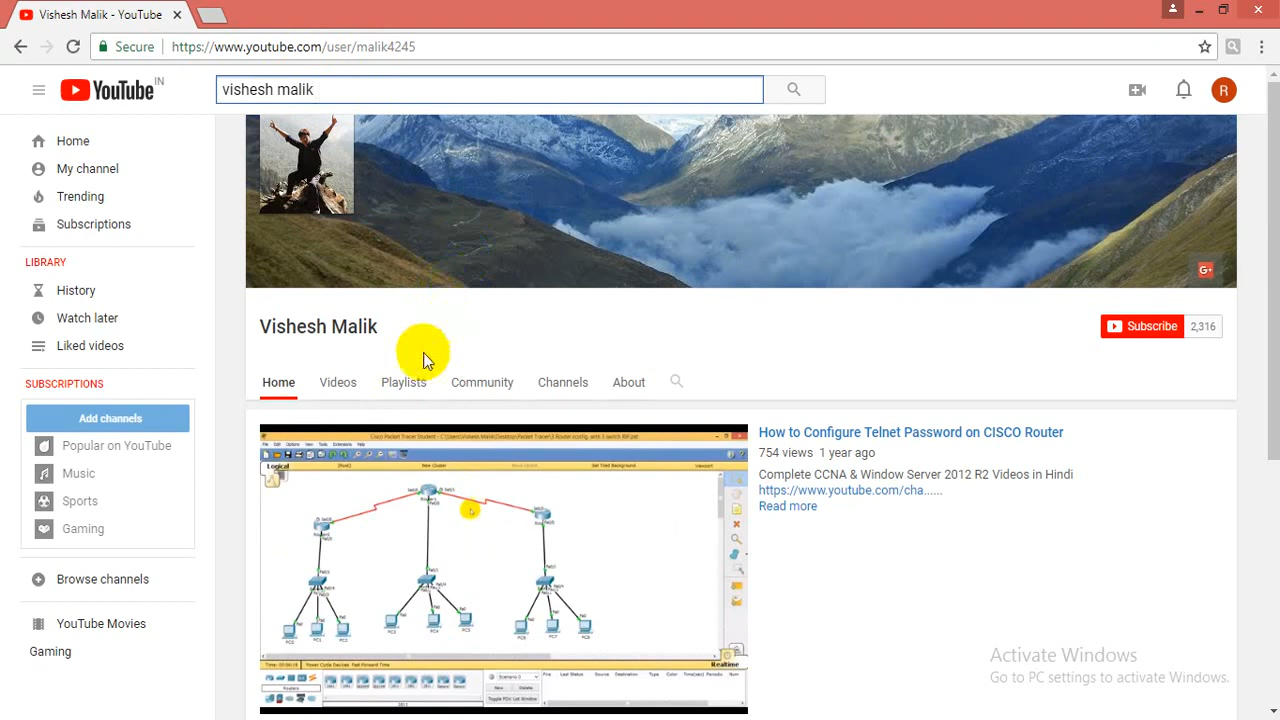 Vishesh Malik - YouTube
Secure https://www.youtube.com/user/malik4245
YouTube IN
vishesh malik
R
Home
My channel
Trending
Subscriptions
LIBRARY
History
Watch later
Liked videos
SUBSCRIPTIONS
Add channels
Popular on YouTube
Music
Sports
Gaming
Browse channels
YouTube Movies
Gaming
G+
Vishesh Malik
Subscribe 2,316
Home Videos Playlists Community Channels About
Logical
Realtime
How to Configure Telnet Password on CISCO Router
754 views 1 year ago
Complete CCNA & Window Server 2012 R2 Videos in Hindi
https://www.youtube.com/cha......
Read more
Activate Windows
Go to PC settings to activate Windows.